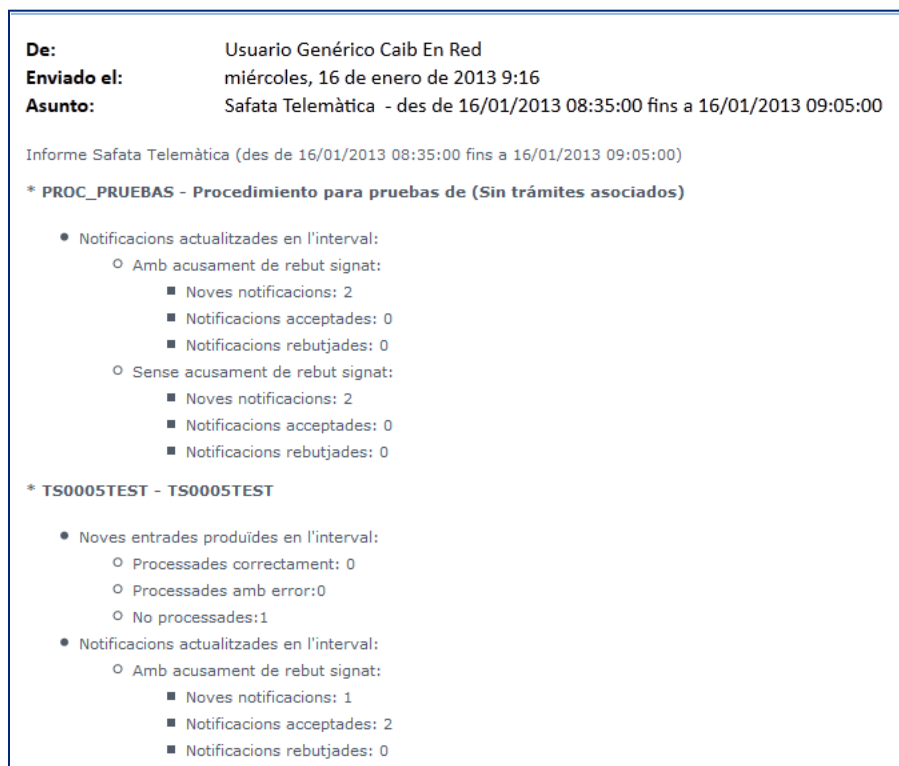 De: Usuario Genérico Caib En Red
Enviado el: miércoles, 16 de enero de 2013 9:16
Asunto: Safata Telemàtica - des de 16/01/2013 08:35:00 fins a 16/01/2013 09:05:00
Informe Safata Telemàtica (des de 16/01/2013 08:35:00 fins a 16/01/2013 09:05:00)
* PROC_PRUEBAS - Procedimiento para pruebas de (Sin trámites asociados)
Notificacions actualitzades en l'interval:
Amb acusament de rebut signat:
Noves notificacions: 2
Notificacions acceptades: 0
Notificacions rebutjades: 0
Sense acusament de rebut signat:
Noves notificacions: 2
Notificacions acceptades: 0
Notificacions rebutjades: 0
* TS0005TEST - TS0005TEST
Noves entrades produïdes en l'interval:
Processades correctament: 0
Processades amb error:0
No processades:1
Notificacions actualitzades en l'interval:
Amb acusament de rebut signat:
Noves notificacions: 1
Notificacions acceptades: 2
Notificacions rebutjades: 0